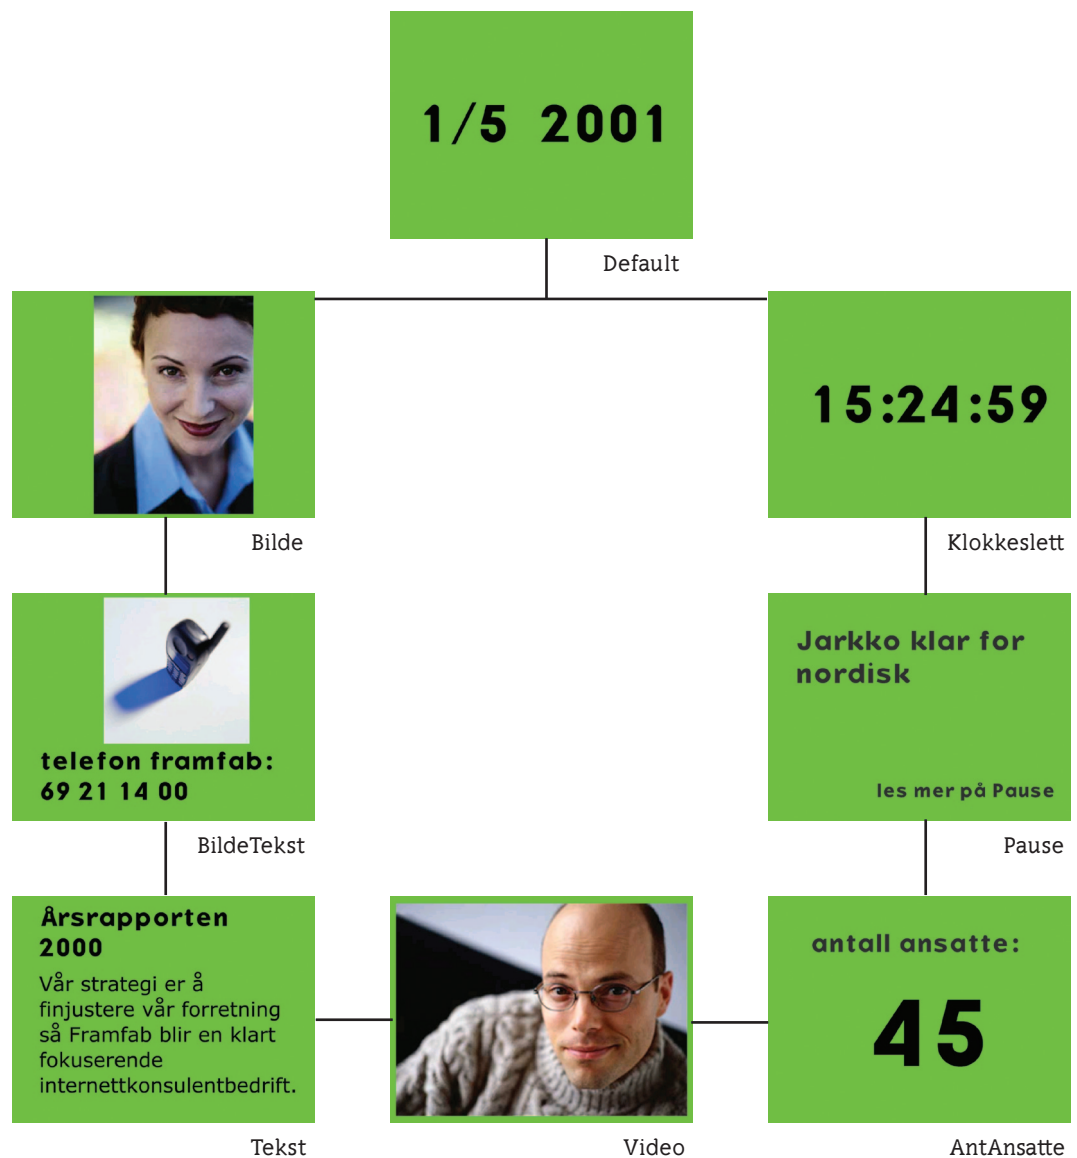 1/5 2001
Default
15:24:59
Bilde
Klokkeslett
telefon framfab:
69 21 14 00
Jarkko klar for
nordisk
les mer på Pause
BildeTekst
Pause
Årsrapporten
2000
Vår strategi er å
finjustere vår forretning
så Framfab blir en klart
fokuserende
internettkonsulentbedrift.
antall ansatte:
45
Tekst
Video
AntAnsatte